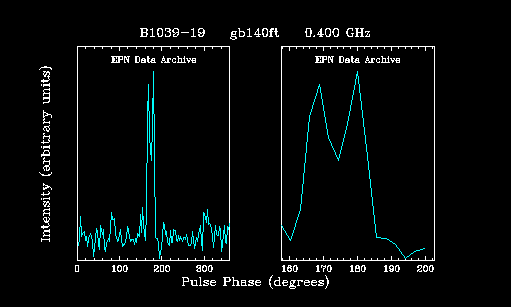 B1039-19 gb140ft 0.400 GHz
EPN Data Archive EPN Data Archive
Intensity (arbitrary units)
0 100 200 300 160 170 180 190 200
Pulse Phase (degrees)